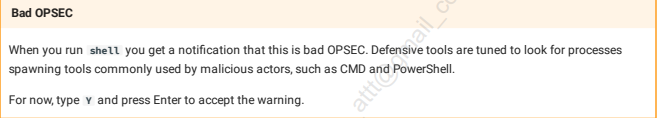 Bad OPSEC
When you run shell you get a notification that this is bad OPSEC. Defensive tools are tuned to look for processes
spawning tools commonly used by malicious actors, such as CMD and PowerShell.
For now, type Y and press Enter to accept the warning.